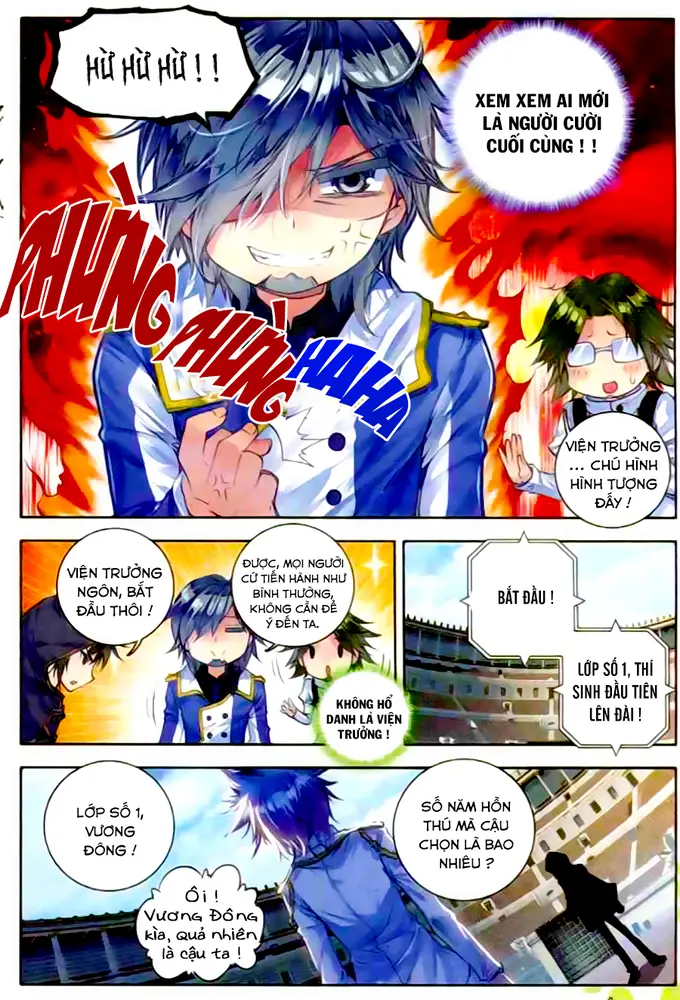 HỪ HỪ HỪ ! !
XEM XEM AI MỚI
LÀ NGƯỜI CƯỜI
CUỐI CÙNG ! !
PHỪNG
PHỪNG
HAHA
VIỆN TRƯỞNG
... CHÚ HÌNH
HÌNH TƯỢNG
ĐẤY !
VIỆN TRƯỞNG
NGÔN, BẮT
ĐẦU THÔI !
ĐƯỢC, MỌI NGƯỜI
CỨ TIẾN HÀNH NHƯ
BÌNH THƯỜNG,
KHÔNG CẦN ĐỂ
Ý ĐẾN TA.
KHÔNG HỔ
DANH LÀ VIỆN
TRƯỞNG !
BẮT ĐẦU !
LỚP SỐ 1, THÍ
SINH ĐẦU TIÊN
LÊN ĐÀI !
LỚP SỐ 1,
VƯƠNG
ĐÔNG !
SỐ NĂM HỒN
THÚ MÀ CẬU
CHỌN LÀ BAO
NHIÊU ?
Ôi !
Vương Đông
kìa, quả nhiên
là cậu ta !